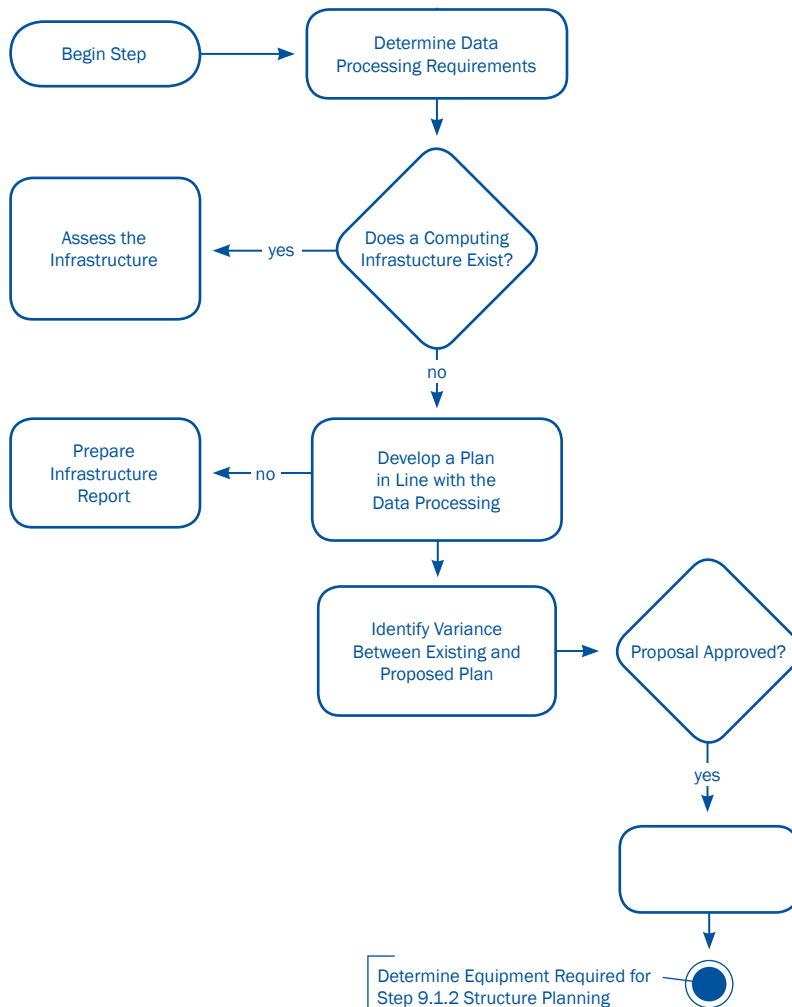 Begin Step
Determine Data
Processing Requirements
Does a Computing
Infrastucture Exist?
yes
Assess the
Infrastructure
no
Develop a Plan
in Line with the
Data Processing
no
Prepare
Infrastructure
Report
Identify Variance
Between Existing and
Proposed Plan
Proposal Approved?
yes
Determine Equipment Required for
Step 9.1.2 Structure Planning